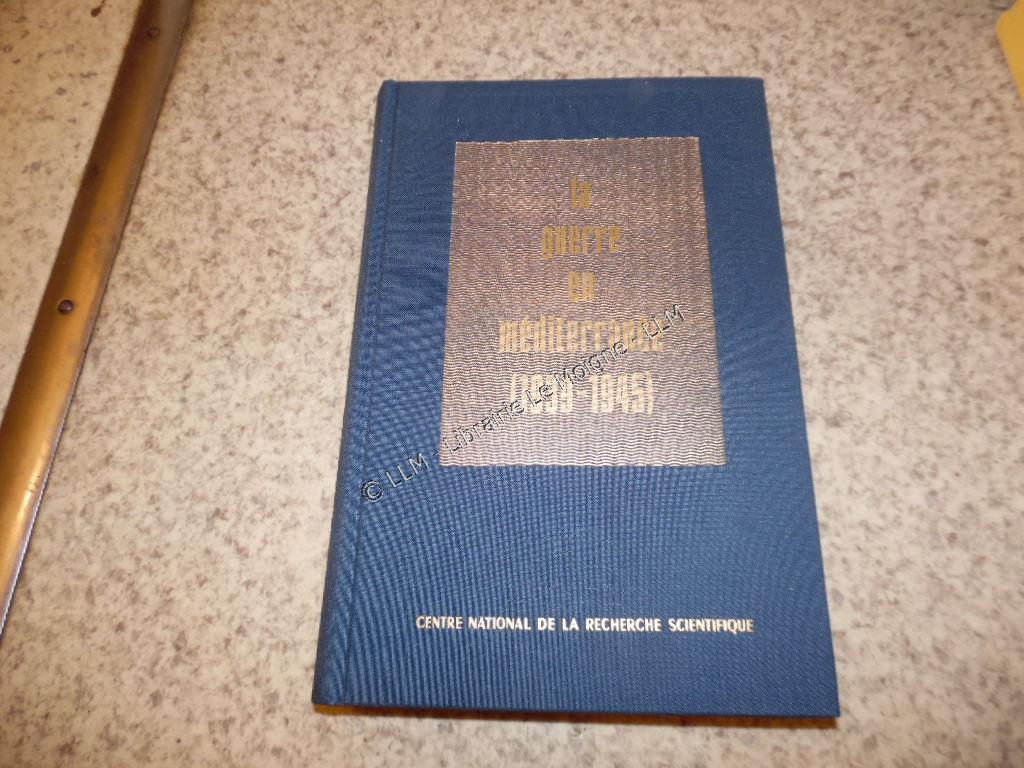 la
guerre
en
méditerranée
(1939-1945)
© LLM - Librairie Le Moigne - LLM
CENTRE NATIONAL DE LA RECHERCHE SCIENTIFIQUE